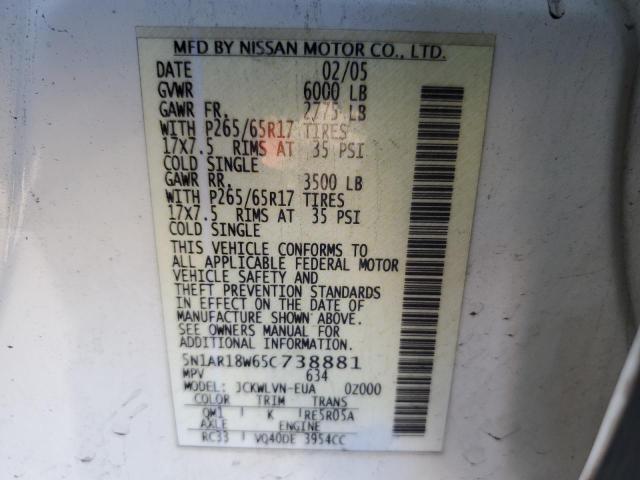 MFD BY NISSAN MOTOR CO., LTD.
DATE 02/05
GVWR 6000 LB
GAWR FR. 2775 LB
WITH P265/65R17 TIRES
17X7.5 RIMS AT 35 PSI
COLD SINGLE
GAWR RR. 3500 LB
WITH P265/65R17 TIRES
17X7.5 RIMS AT 35 PSI
COLD SINGLE
THIS VEHICLE CONFORMS TO
ALL APPLICABLE FEDERAL MOTOR
VEHICLE SAFETY AND
THEFT PREVENTION STANDARDS
IN EFFECT ON THE DATE OF
MANUFACTURE SHOWN ABOVE.
SEE OWNERS MANUAL FOR
ADDITIONAL INFORMATION.
5N1AR18W65C738881
MPV 634
MODEL: JCKWLVN-EUA 02000
COLOR TRIM TRANS
QM1 K RE5R05A
AXLE ENGINE
RC33 VQ40DE 3954CC